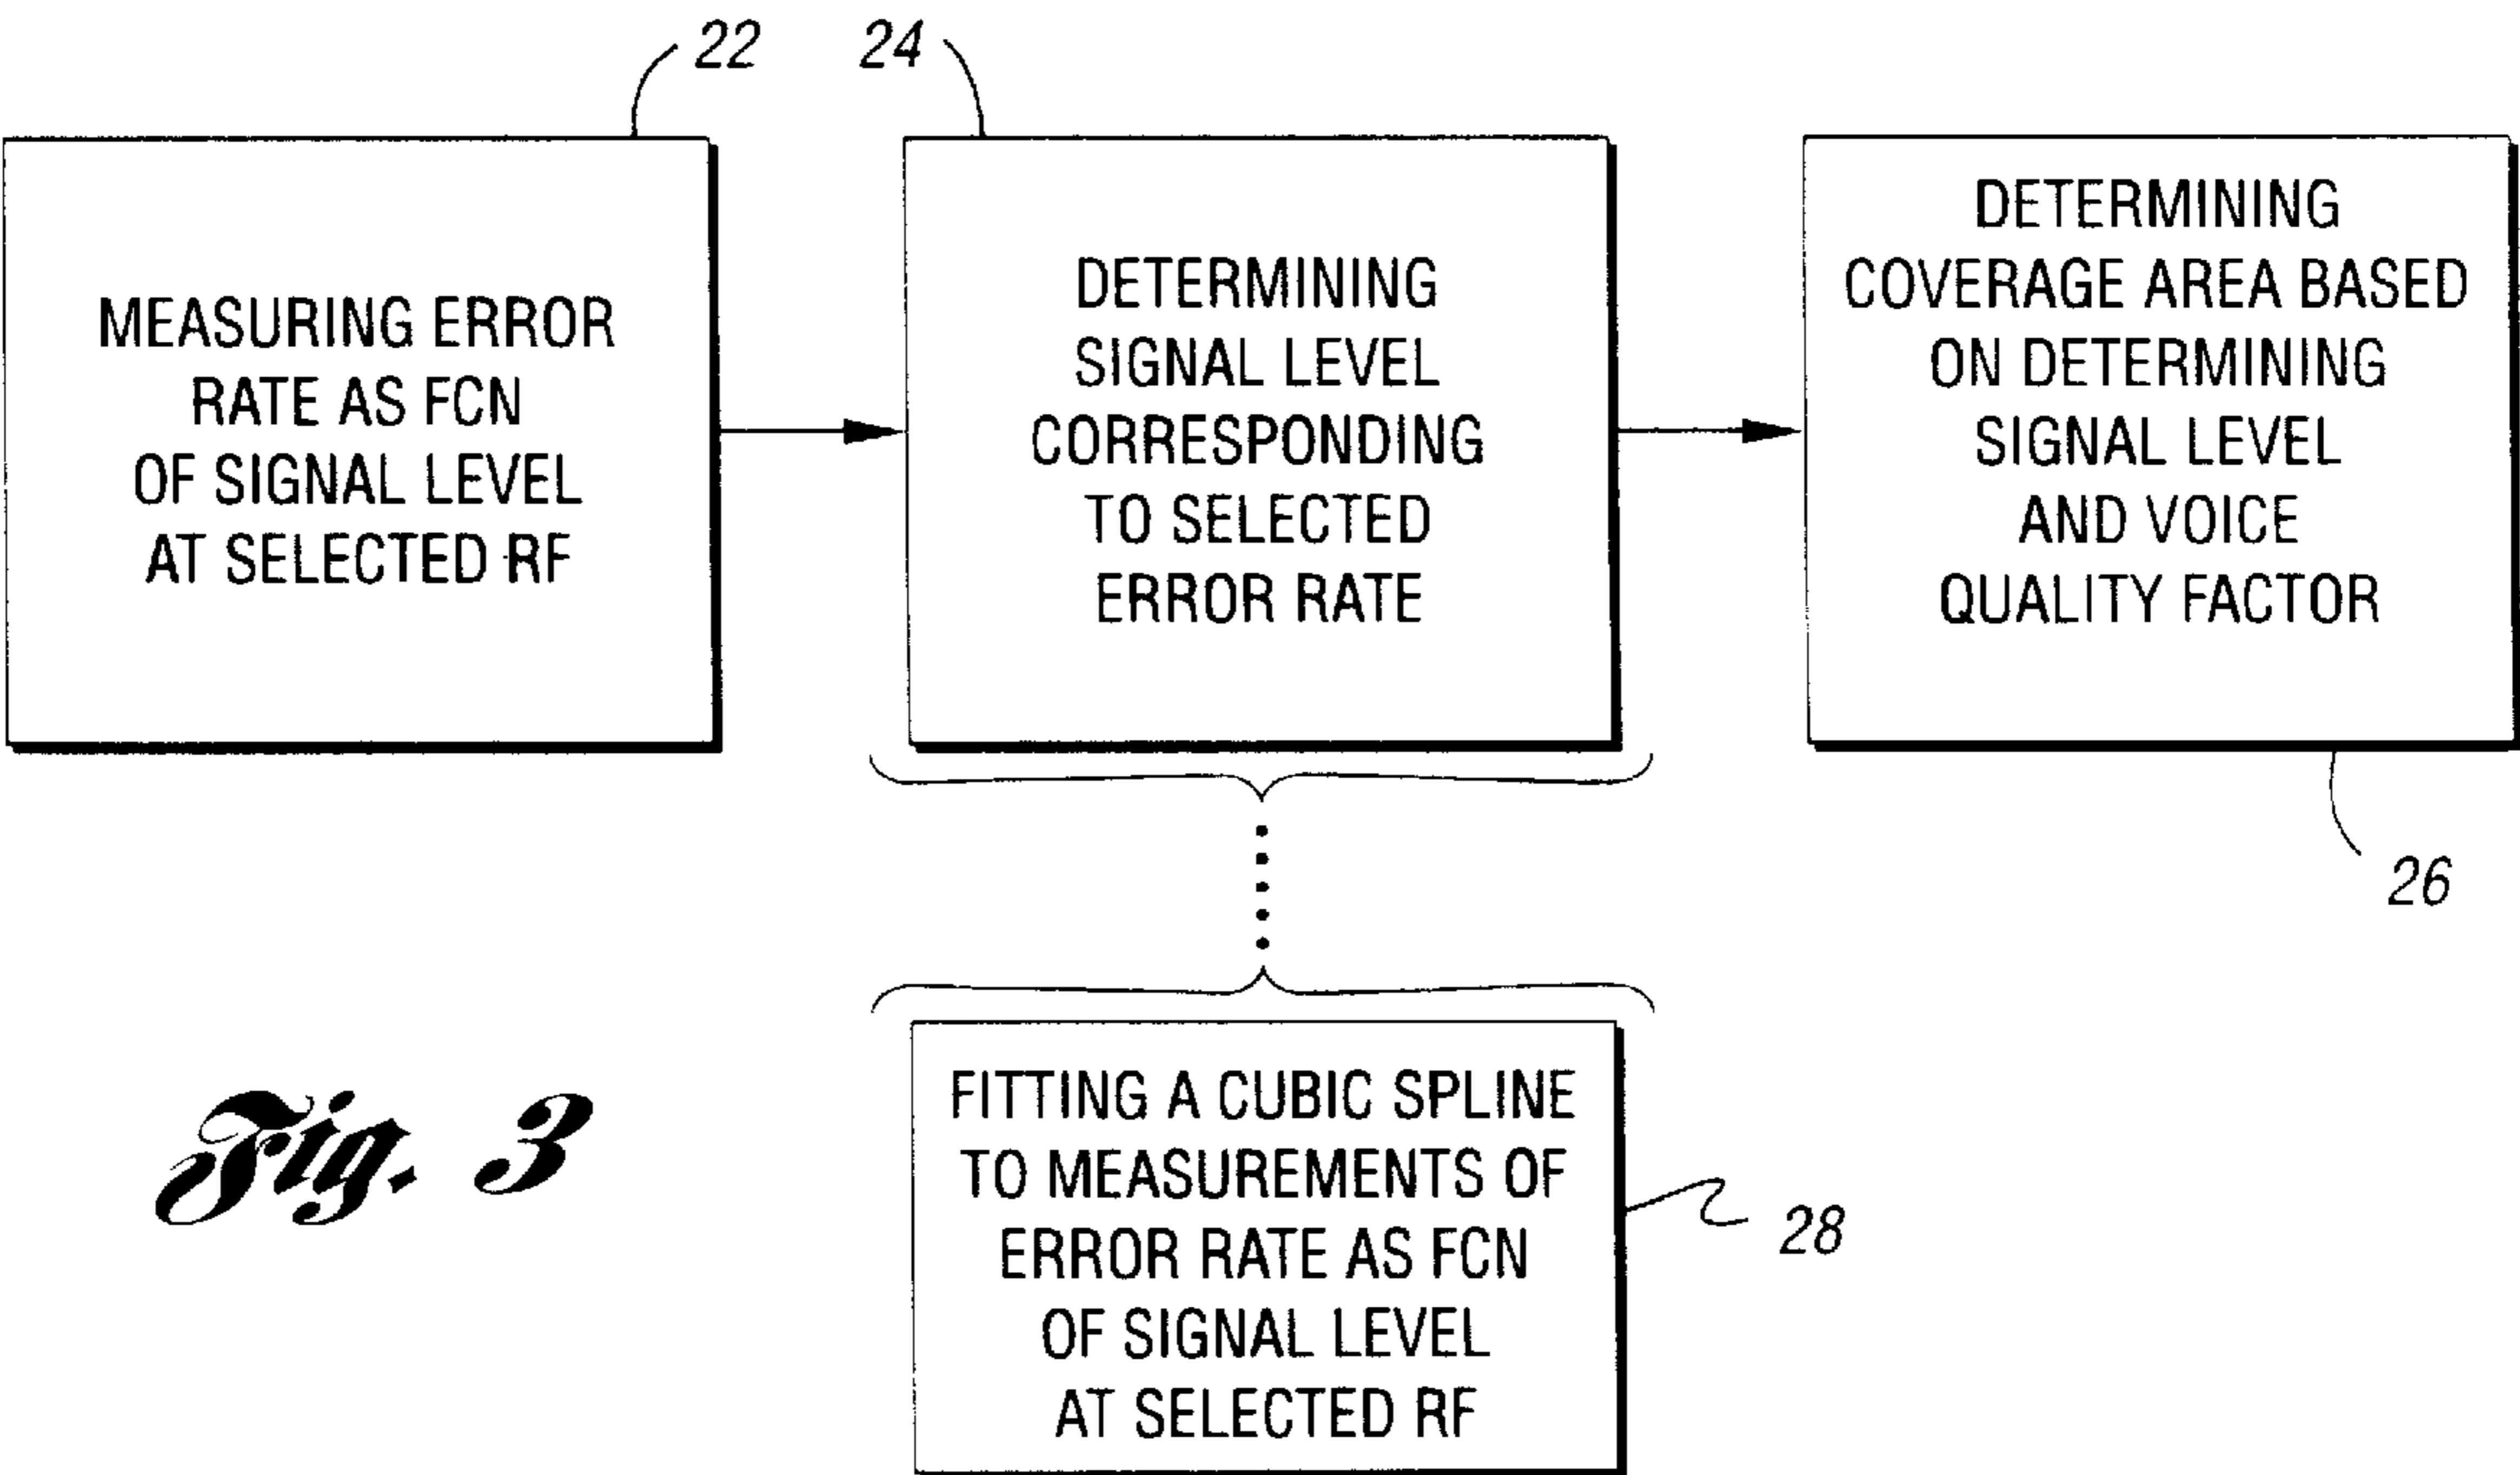 22
24
MEASURING ERROR
RATE AS FCN
OF SIGNAL LEVEL
AT SELECTED RF
DETERMINING
SIGNAL LEVEL
CORRESPONDING
TO SELECTED
ERROR RATE
DETERMINING
COVERAGE AREA BASED
ON DETERMINING
SIGNAL LEVEL
AND VOICE
QUALITY FACTOR
26
FITTING A CUBIC SPLINE
TO MEASUREMENTS OF
ERROR RATE AS FCN
OF SIGNAL LEVEL
AT SELECTED RF
28
Fig. 3